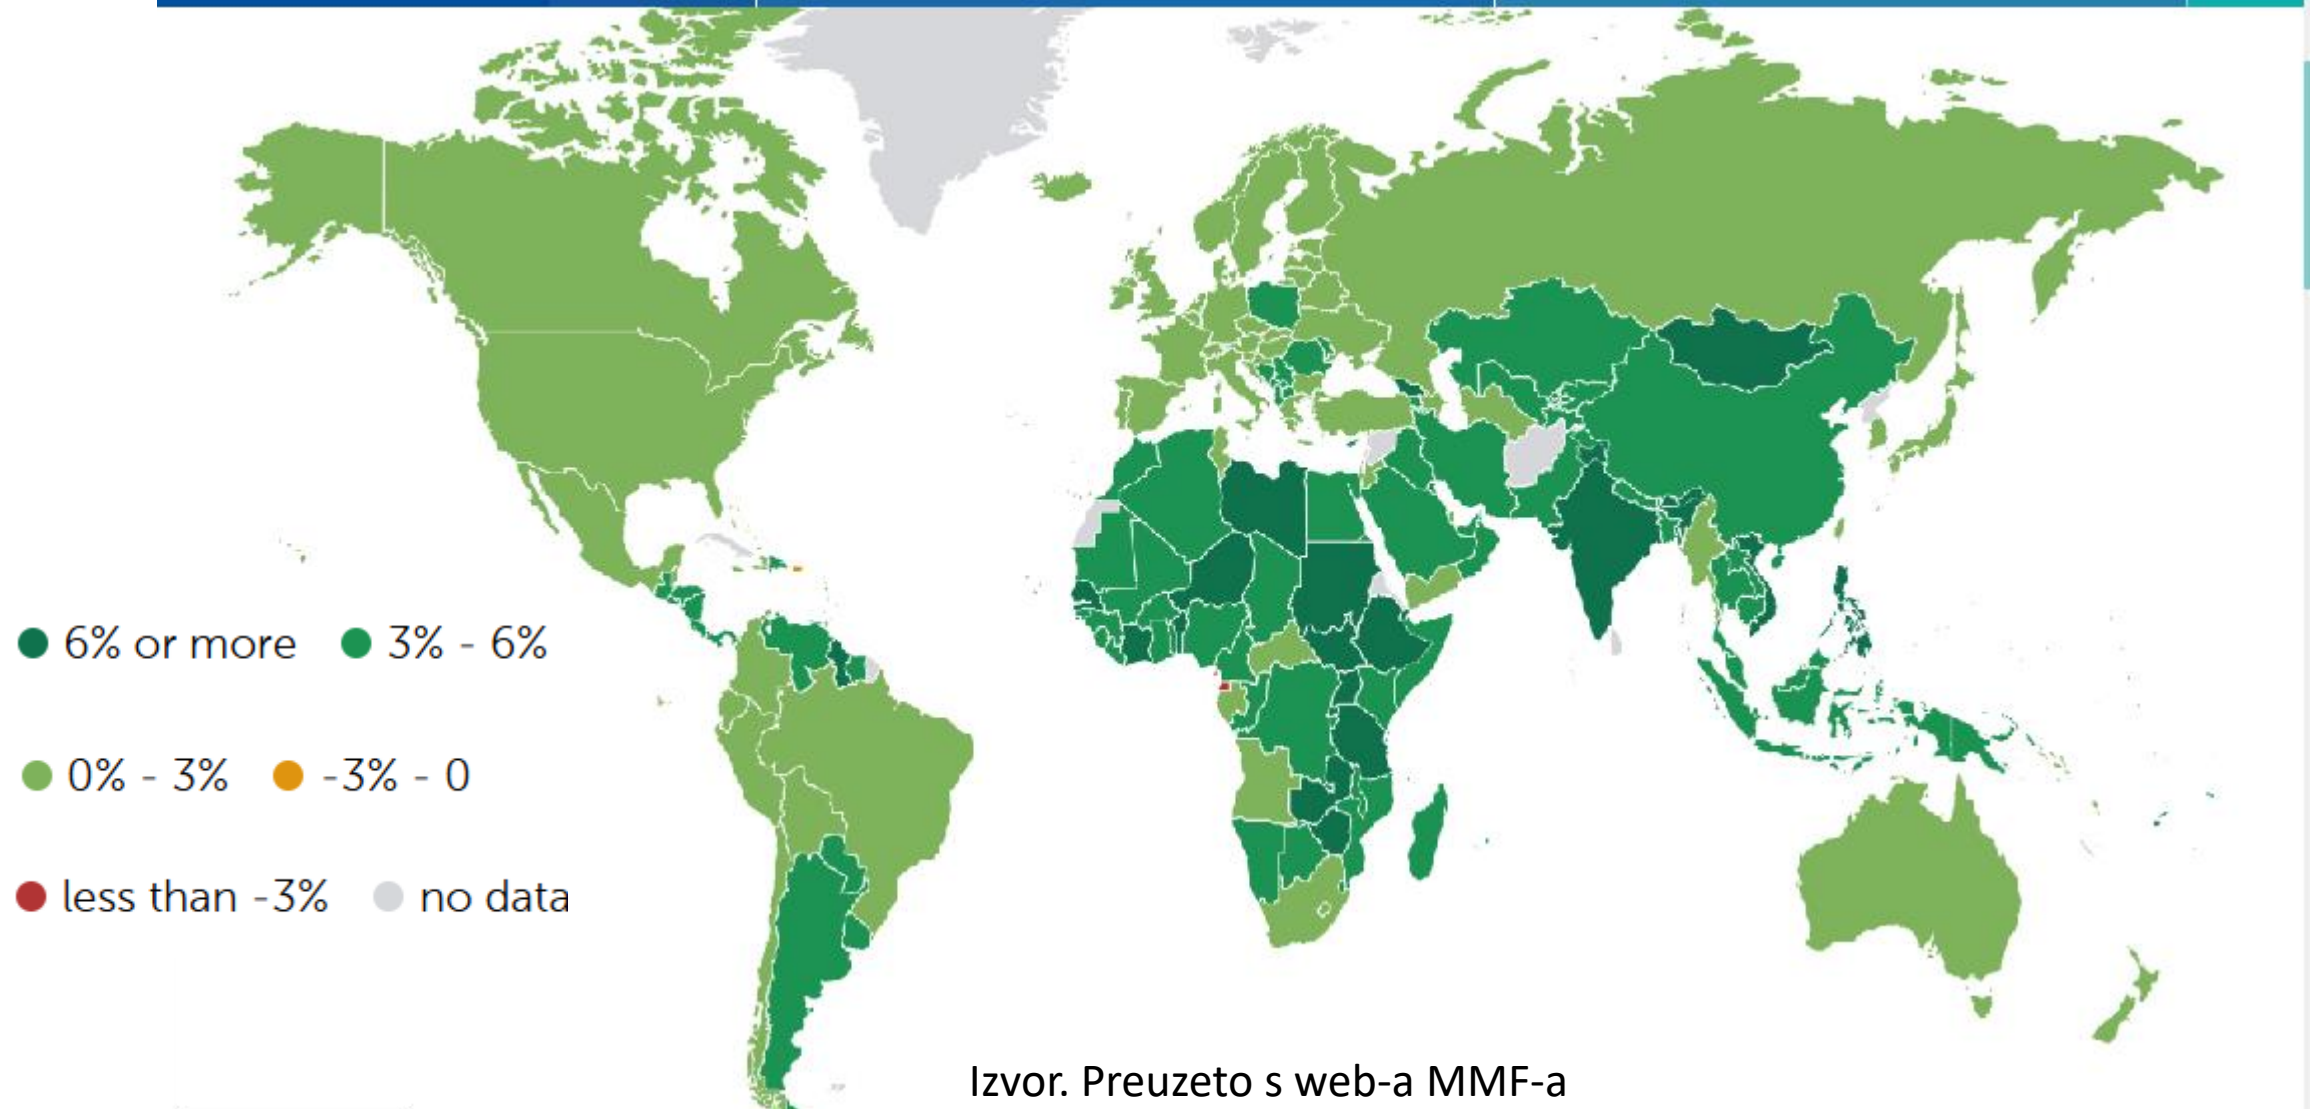 6% or more 3% - 6%
0% - 3% -3% - 0
less than -3% no data
Izvor. Preuzeto s web-a MMF-a